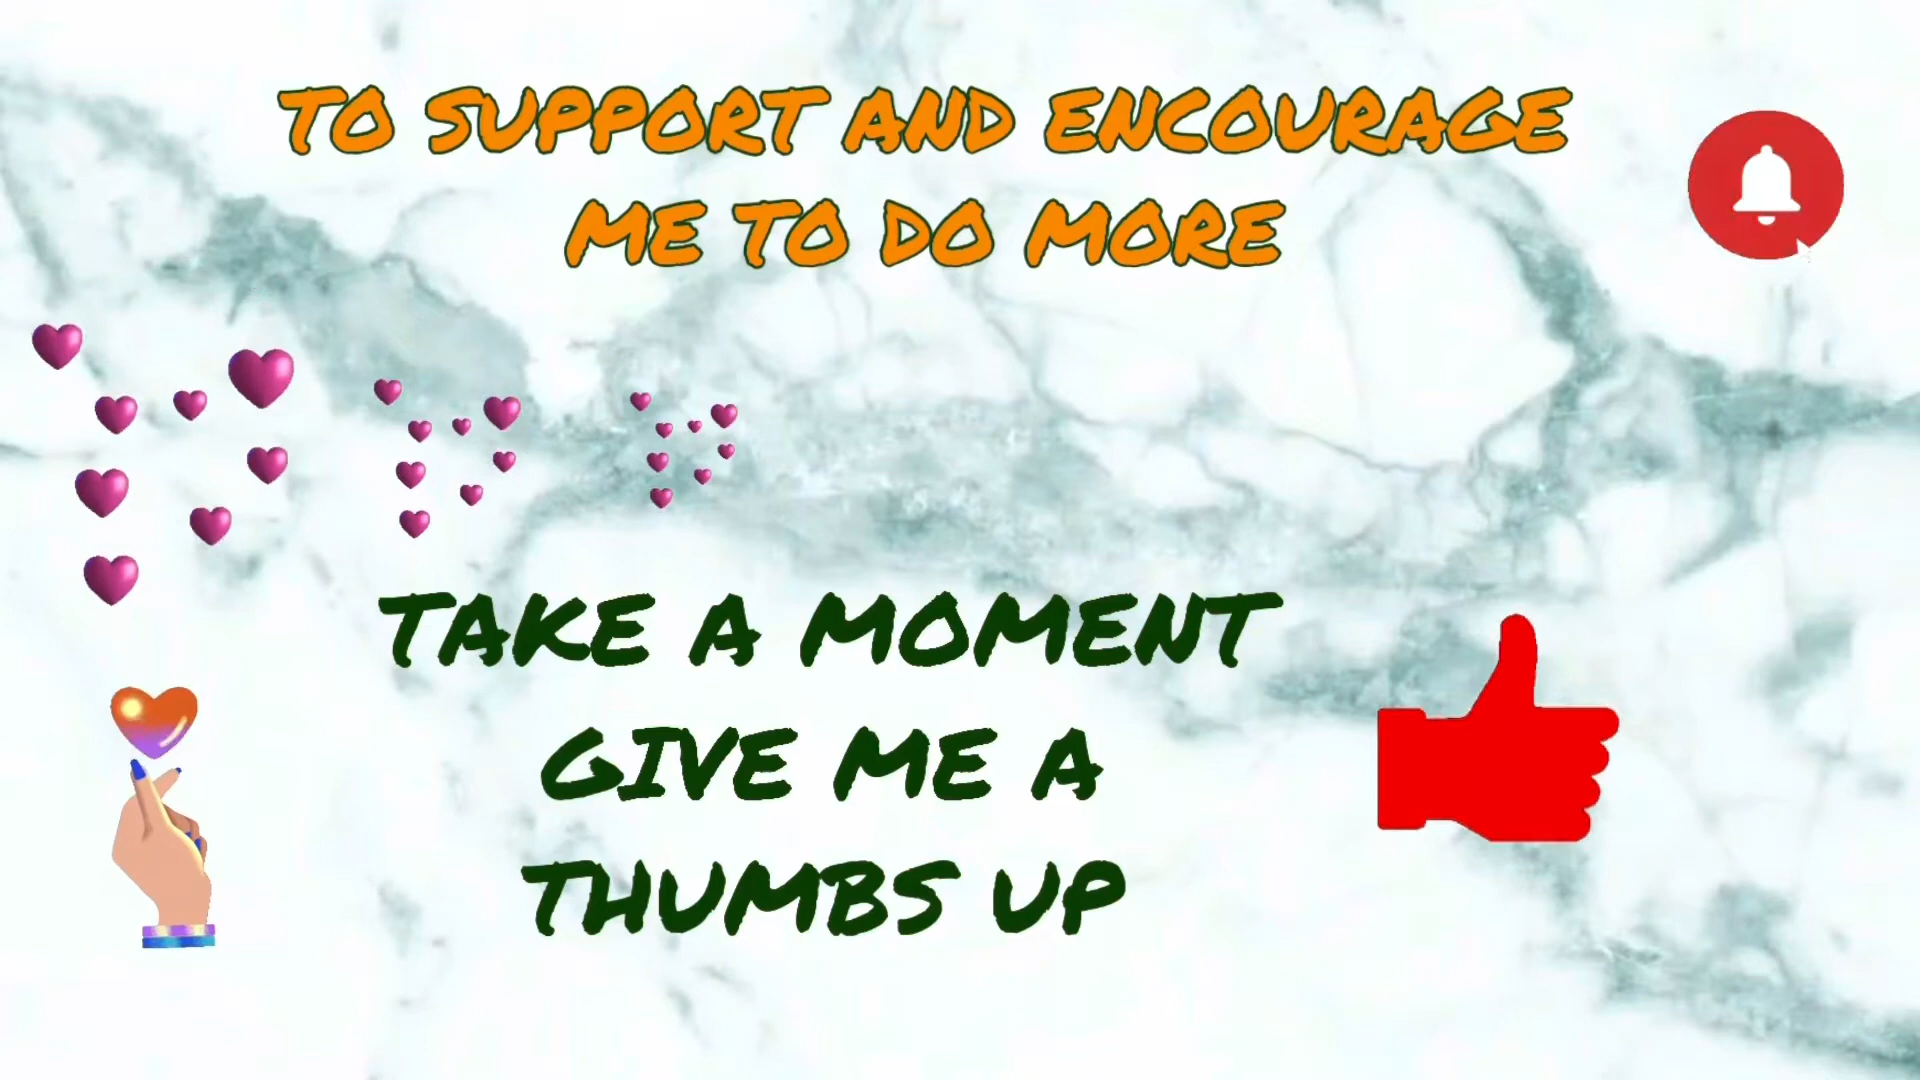 TO SUPPORT AND ENCOURAGE
ME TO DO MORE
TAKE A MOMENT
GIVE ME A
THUMBS UP